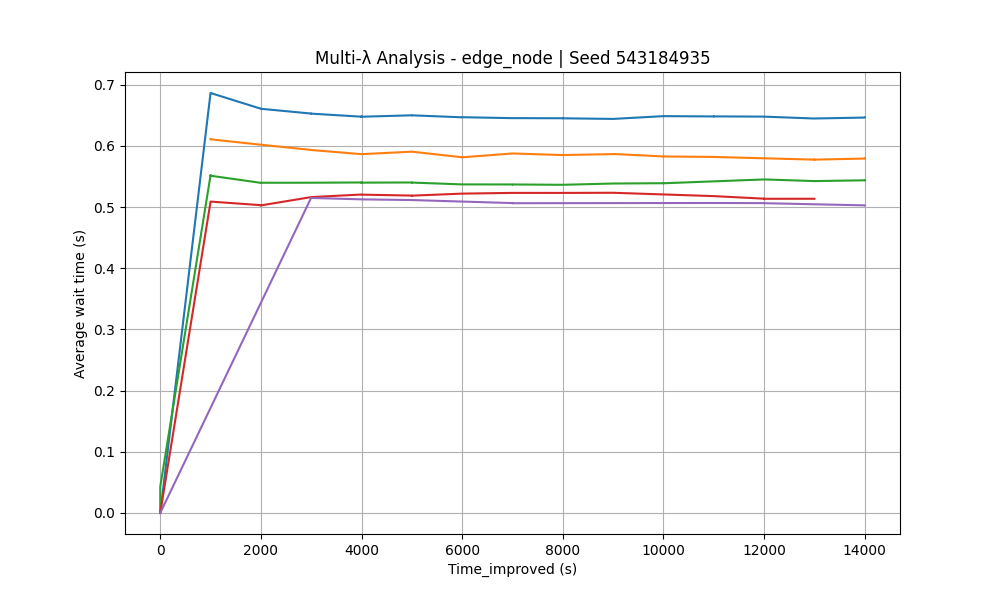 Multi-λ Analysis - edge_node | Seed 543184935
0.7
0.6
0.5
0.4
0.3
0.2
0.1
0.0
Average wait time (s)
0 2000 4000 6000 8000 10000 12000 14000
Time_improved (s)